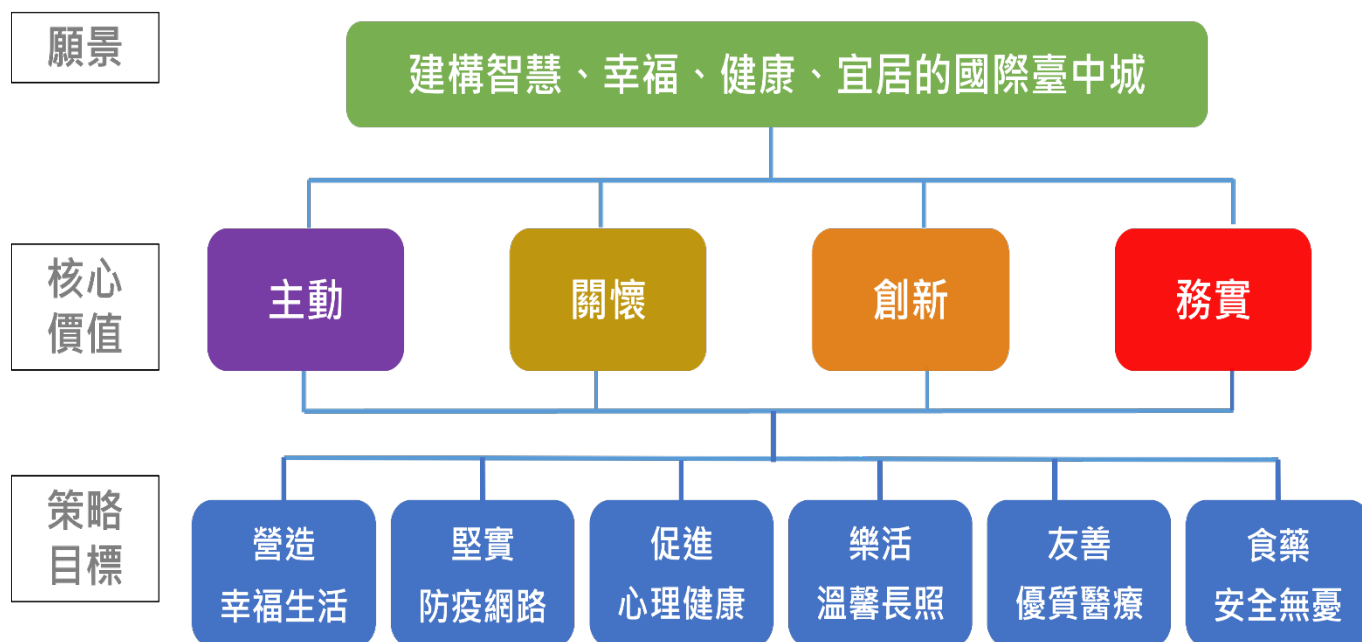 願景
建構智慧、幸福、健康、宜居的國際臺中城
核心
價值
主動
關懷
創新
務實
策略
目標
營造
幸福生活
堅實
防疫網路
促進
心理健康
樂活
溫馨長照
友善
優質醫療
食藥
安全無憂